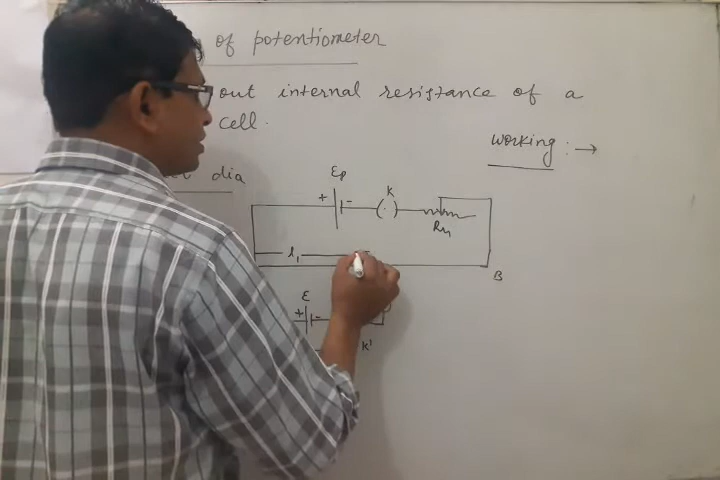 of potentiometer
out internal resistance of a
cell.
working : →
dia
Ep
+ -
K
Rh
l1
B
E
+ -
K'